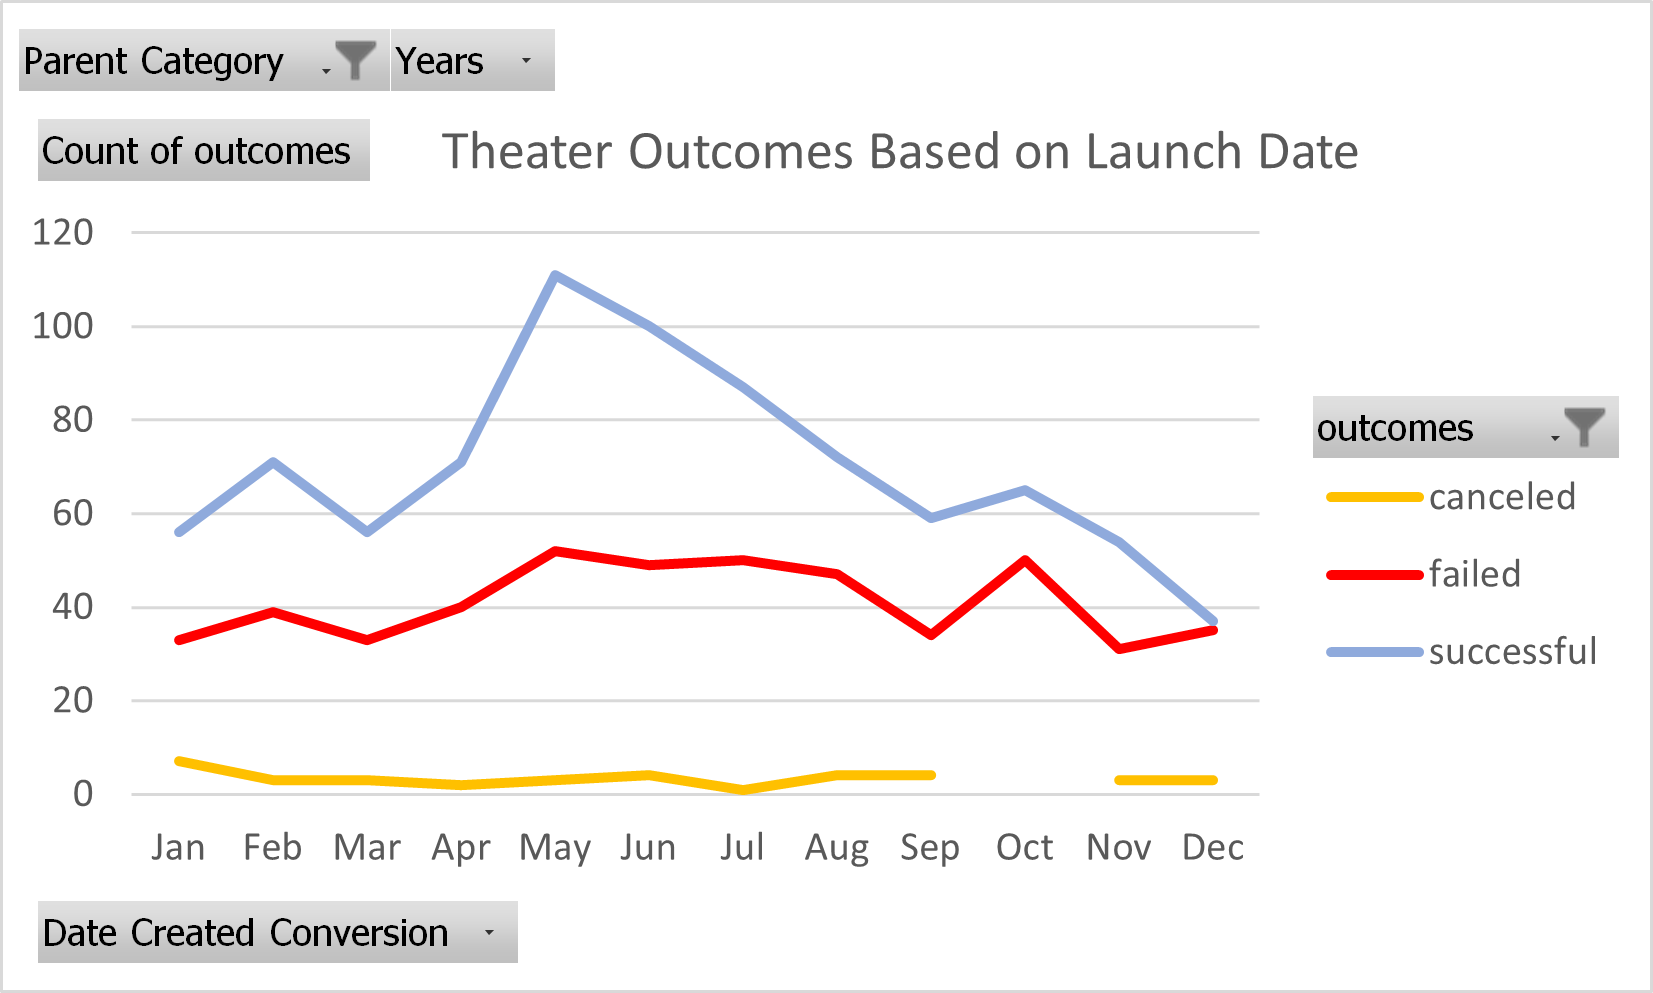 Parent Category Years
Count of outcomes
Theater Outcomes Based on Launch Date
120
100
80
60
40
20
0
Jan Feb Mar Apr May Jun Jul Aug Sep Oct Nov Dec
outcomes
canceled
failed
successful
Date Created Conversion